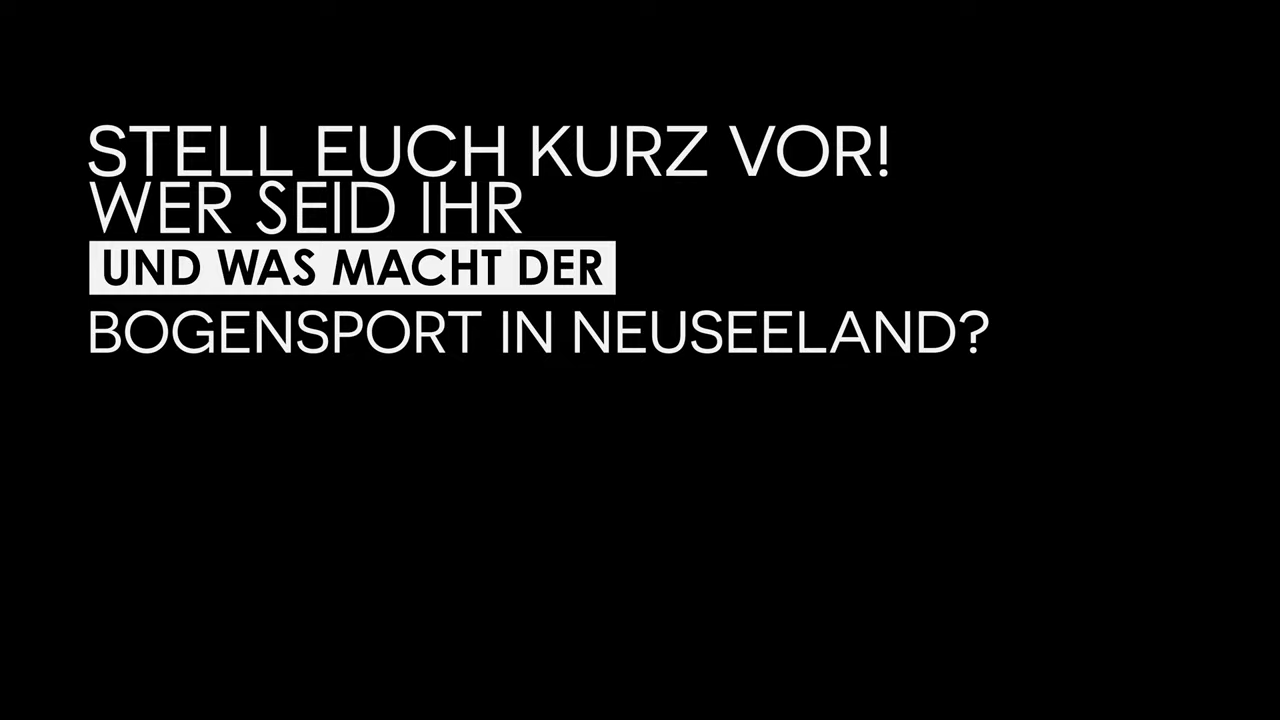 STELL EUCH KURZ VOR!
WER SEID IHR
UND WAS MACHT DER
BOGENSPORT IN NEUSEELAND?